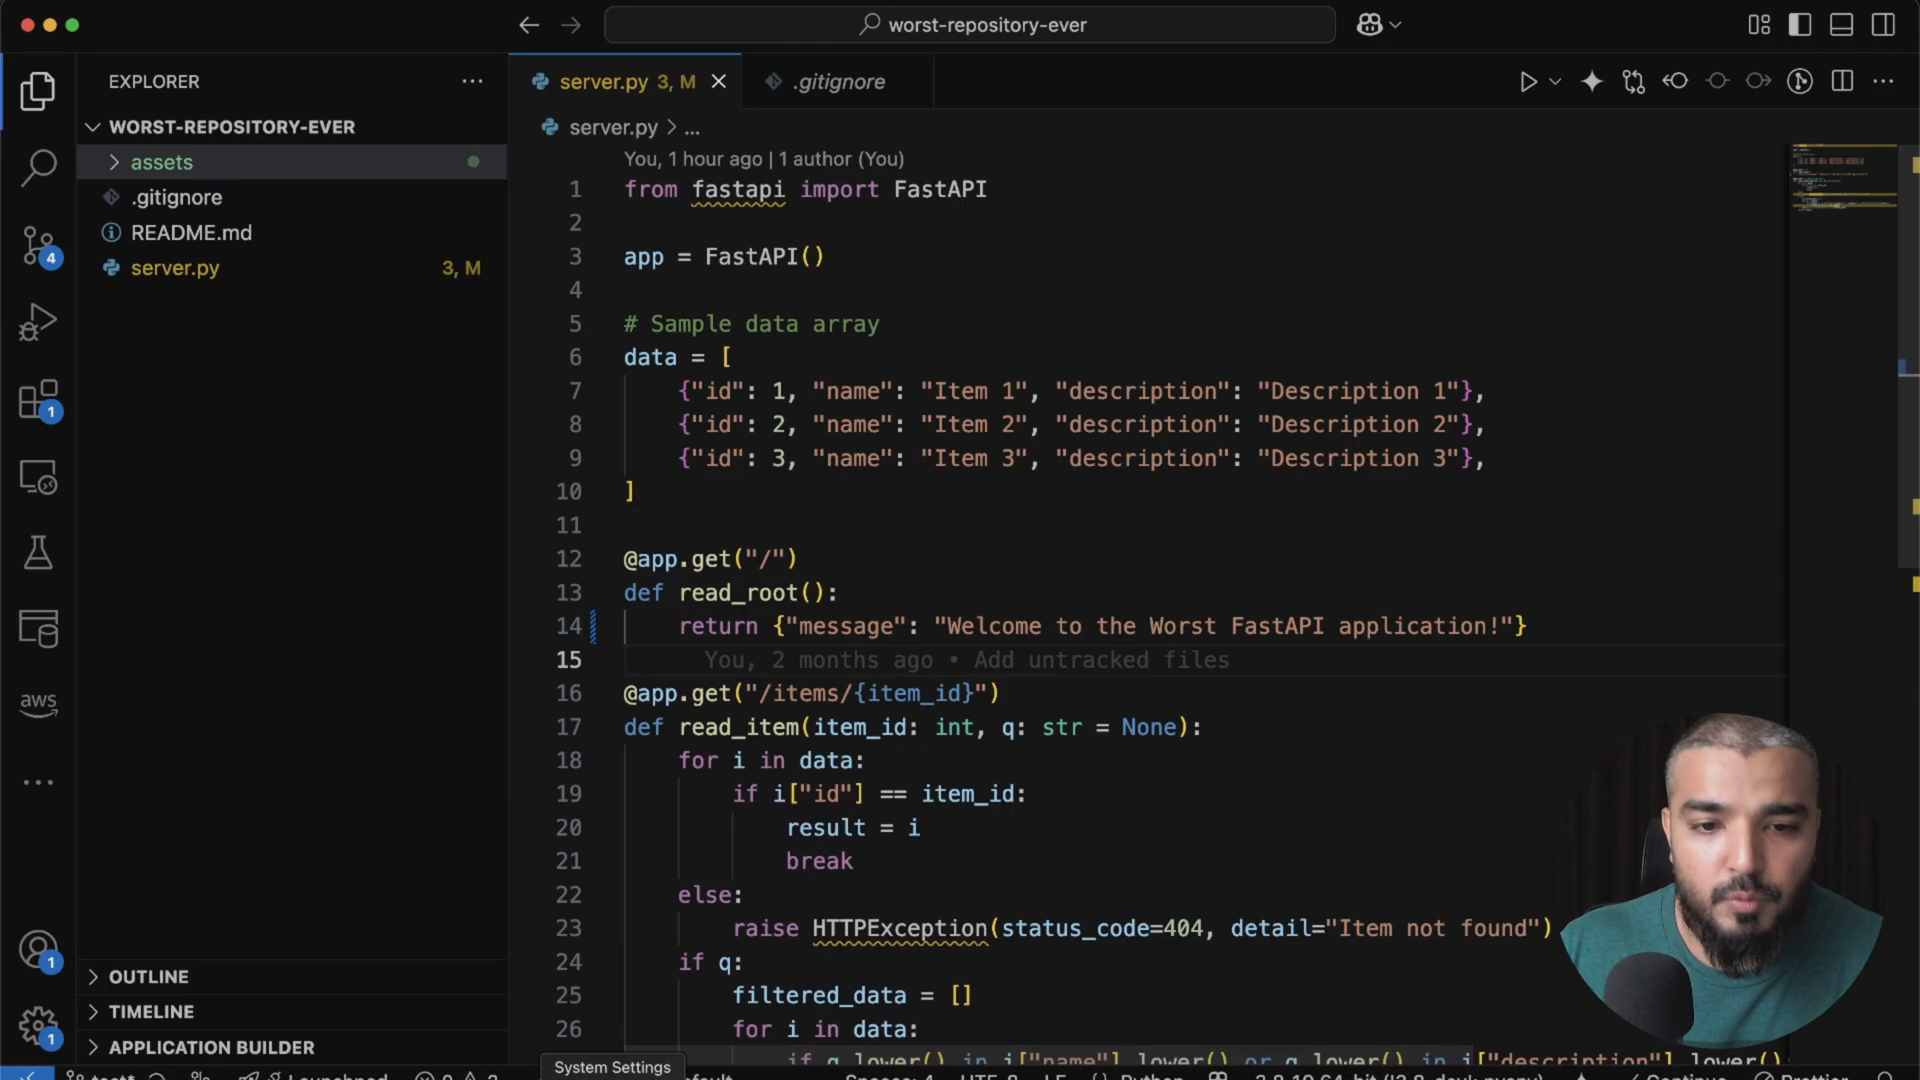 worst-repository-ever
EXPLORER
WORST-REPOSITORY-EVER
assets
.gitignore
README.md
server.py 3, M
4
1
aws
1
1
OUTLINE
TIMELINE
APPLICATION BUILDER
server.py 3, M
.gitignore
server.py > ...
You, 1 hour ago | 1 author (You)
1 from fastapi import FastAPI
2
3 app = FastAPI()
4
5 # Sample data array
6 data = [
7 {"id": 1, "name": "Item 1", "description": "Description 1"},
8 {"id": 2, "name": "Item 2", "description": "Description 2"},
9 {"id": 3, "name": "Item 3", "description": "Description 3"},
10 ]
11
12 @app.get("/")
13 def read_root():
14 return {"message": "Welcome to the Worst FastAPI application!"}
15 You, 2 months ago • Add untracked files
16 @app.get("/items/{item_id}")
17 def read_item(item_id: int, q: str = None):
18 for i in data:
19 if i["id"] == item_id:
20 result = i
21 break
22 else:
23 raise HTTPException(status_code=404, detail="Item not found")
24 if q:
25 filtered_data = []
26 for i in data:
if q.lower() in i["name"].lower() or q.lower() in i["description"].lower()
System Settings